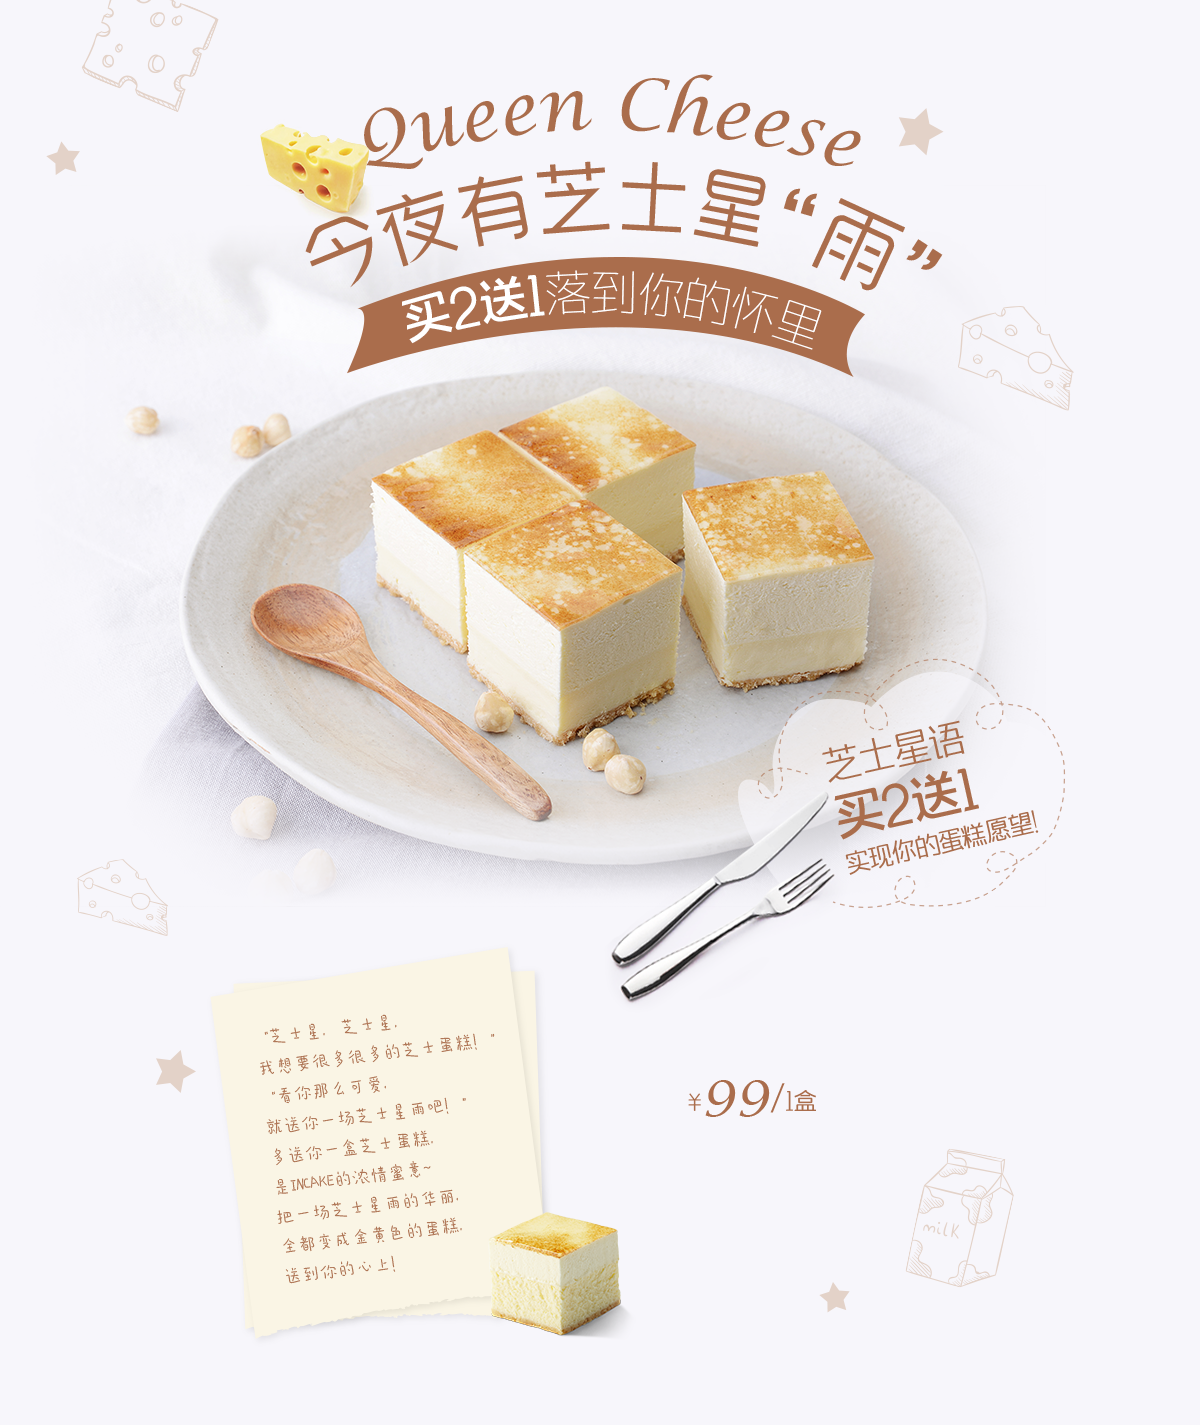 Queen Cheese
今夜有芝士星“雨”
买2送1落到你的怀里
芝士星语
买2送1
实现你的蛋糕愿望!
"芝士星，芝士星，
我想要很多很多的芝士蛋糕！"
"看你那么可爱，
就送你一场芝士星雨吧！"
多送你一盒芝士蛋糕，
是INCAKE的浓情蜜意~
把一场芝士星雨的华丽，
全都变成金黄色的蛋糕，
送到你的心上！
¥99/1盒
milk